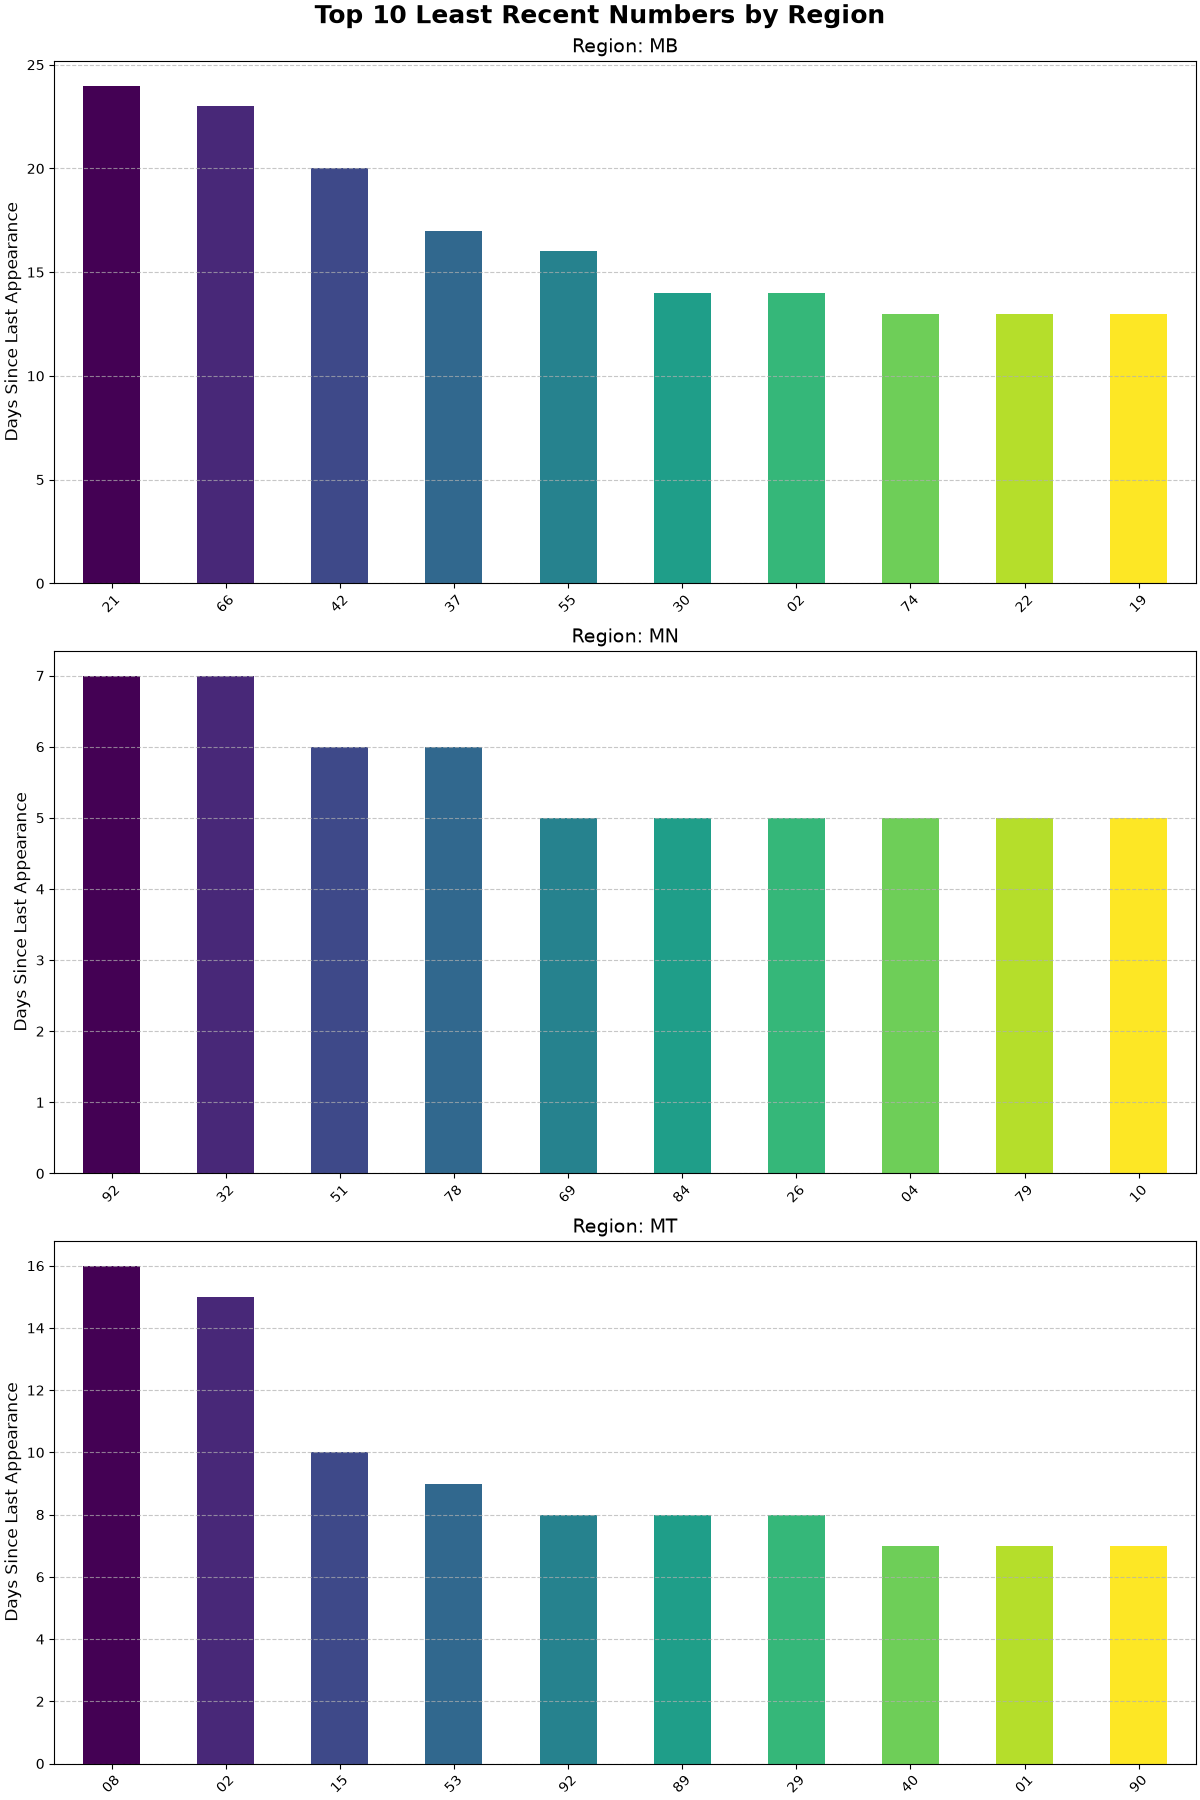 Top 10 Least Recent Numbers by Region
Region: MB
Days Since Last Appearance
25
20
15
10
5
0
21 66 42 37 55 30 02 74 22 19
Region: MN
Days Since Last Appearance
7
6
5
4
3
2
1
0
92 32 51 78 69 84 26 04 79 10
Region: MT
Days Since Last Appearance
16
14
12
10
8
6
4
2
0
08 02 15 53 92 89 29 40 01 90